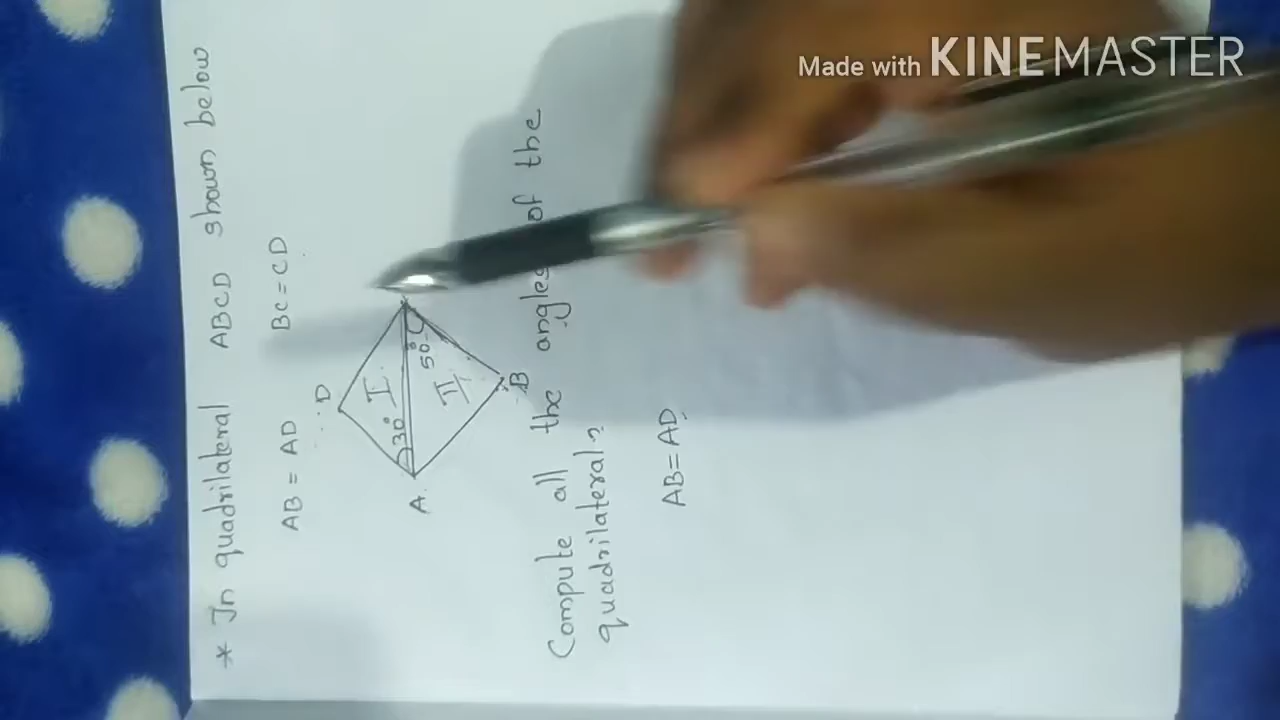 Made with KINEMASTER
* In quadrilateral ABCD shown below
AB = AD BC = CD
D
I
30°
50°
II
A
B
Compute all the angles of the
quadrilateral?
AB = AD